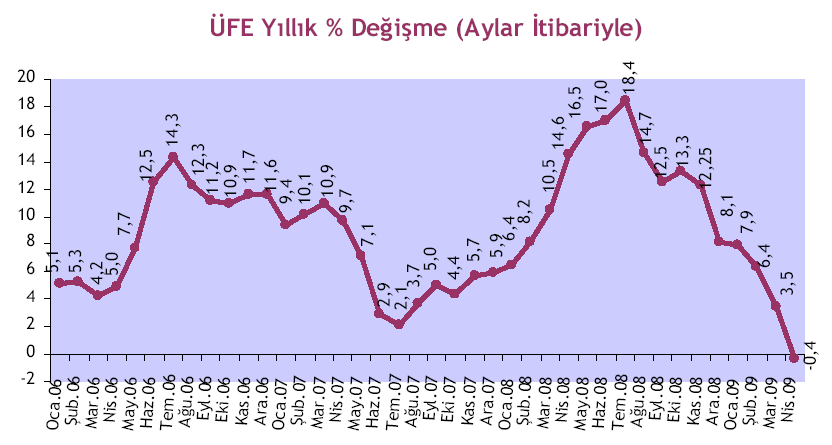 ÜFE Yıllık % Değişme (Aylar İtibariyle)
20
18
16
14
12
10
8
6
4
2
0
-2
5,1
5,3
4,2
5,0
7,7
12,5
14,3
12,3
11,2
10,9
11,7
11,6
9,4
10,1
10,9
9,7
7,1
2,9
2,1
3,7
5,0
4,4
5,7
5,9
6,4
8,2
10,5
14,6
16,5
17,0
18,4
14,7
12,5
13,3
12,25
8,1
7,9
6,4
3,5
-0,4
Oca.06
Şub.06
Mar.06
Nis.06
May.06
Haz.06
Tem.06
Ağu.06
Eyl.06
Eki.06
Kas.06
Ara.06
Oca.07
Şub.07
Mar.07
Nis.07
May.07
Haz.07
Tem.07
Ağu.07
Eyl.07
Eki.07
Kas.07
Ara.07
Oca.08
Şub.08
Mar.08
Nis.08
May.08
Haz.08
Tem.08
Ağu.08
Eyl.08
Eki.08
Kas.08
Ara.08
Oca.09
Şub.09
Mar.09
Nis.09